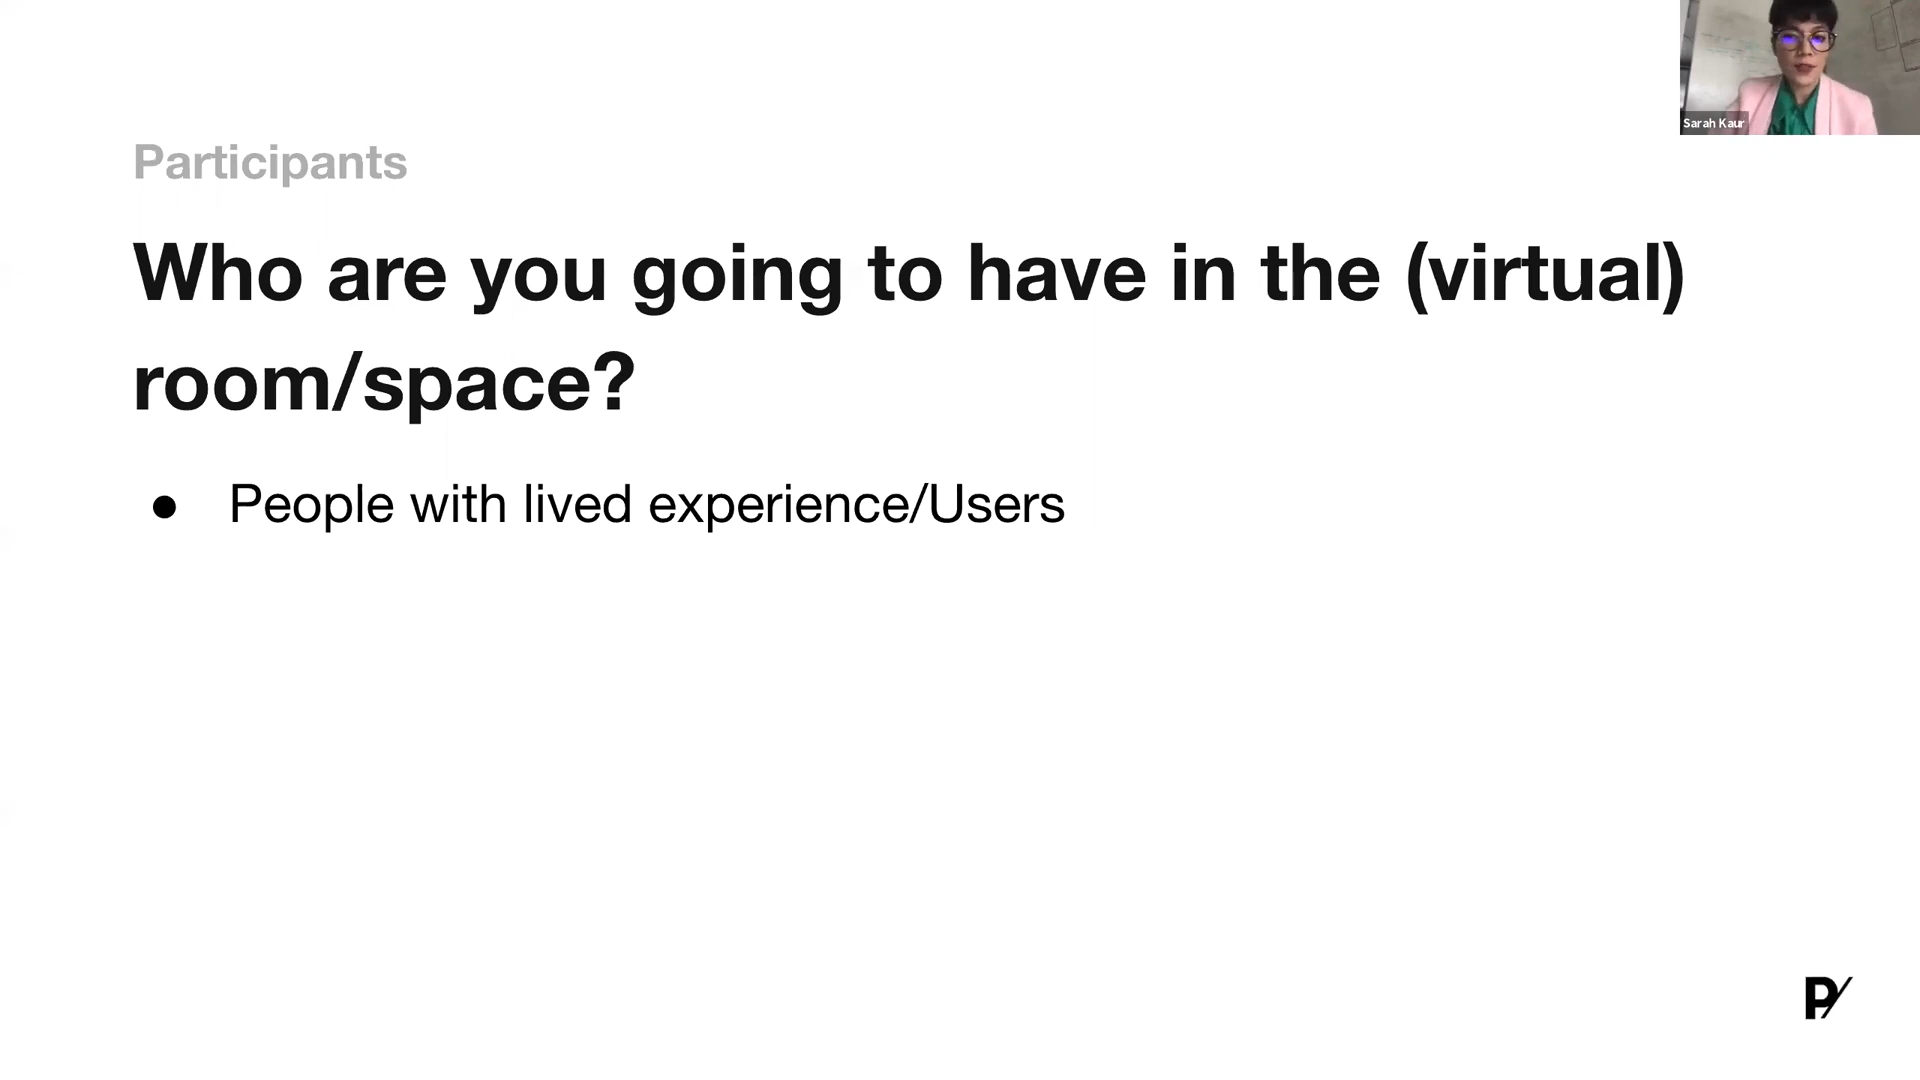 Sarah Kaur
Participants
Who are you going to have in the (virtual)
room/space?
● People with lived experience/Users
P/